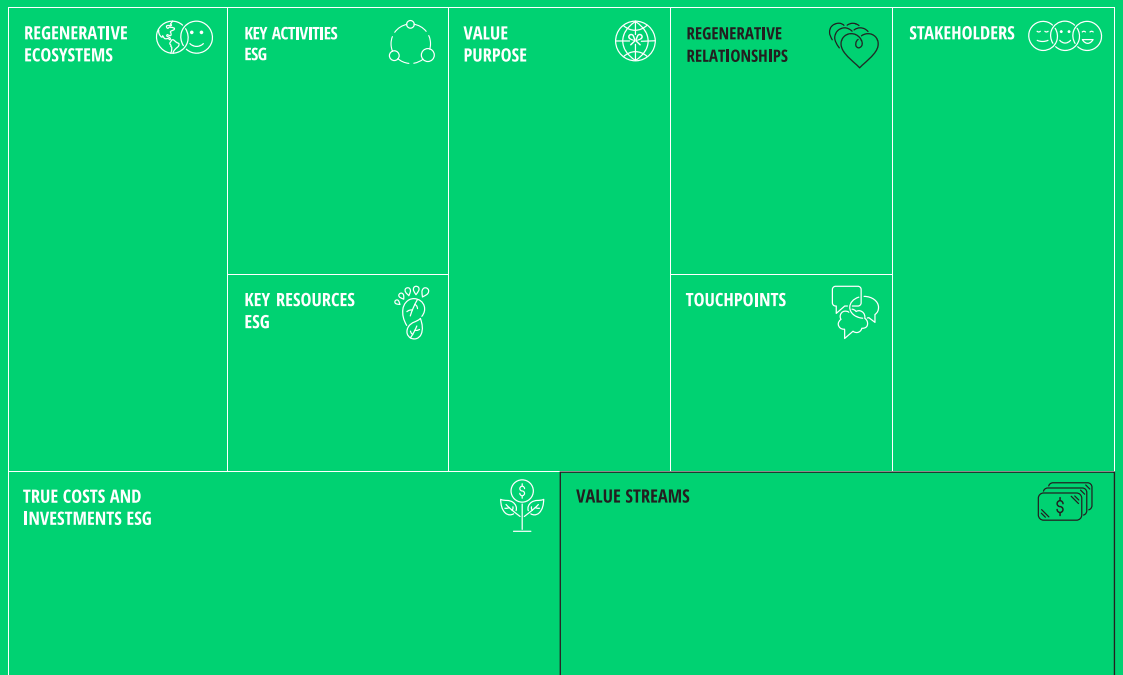 REGENERATIVE
ECOSYSTEMS
KEY ACTIVITIES
ESG
VALUE
PURPOSE
REGENERATIVE
RELATIONSHIPS
STAKEHOLDERS
KEY RESOURCES
ESG
TOUCHPOINTS
TRUE COSTS AND
INVESTMENTS ESG
$
VALUE STREAMS
$